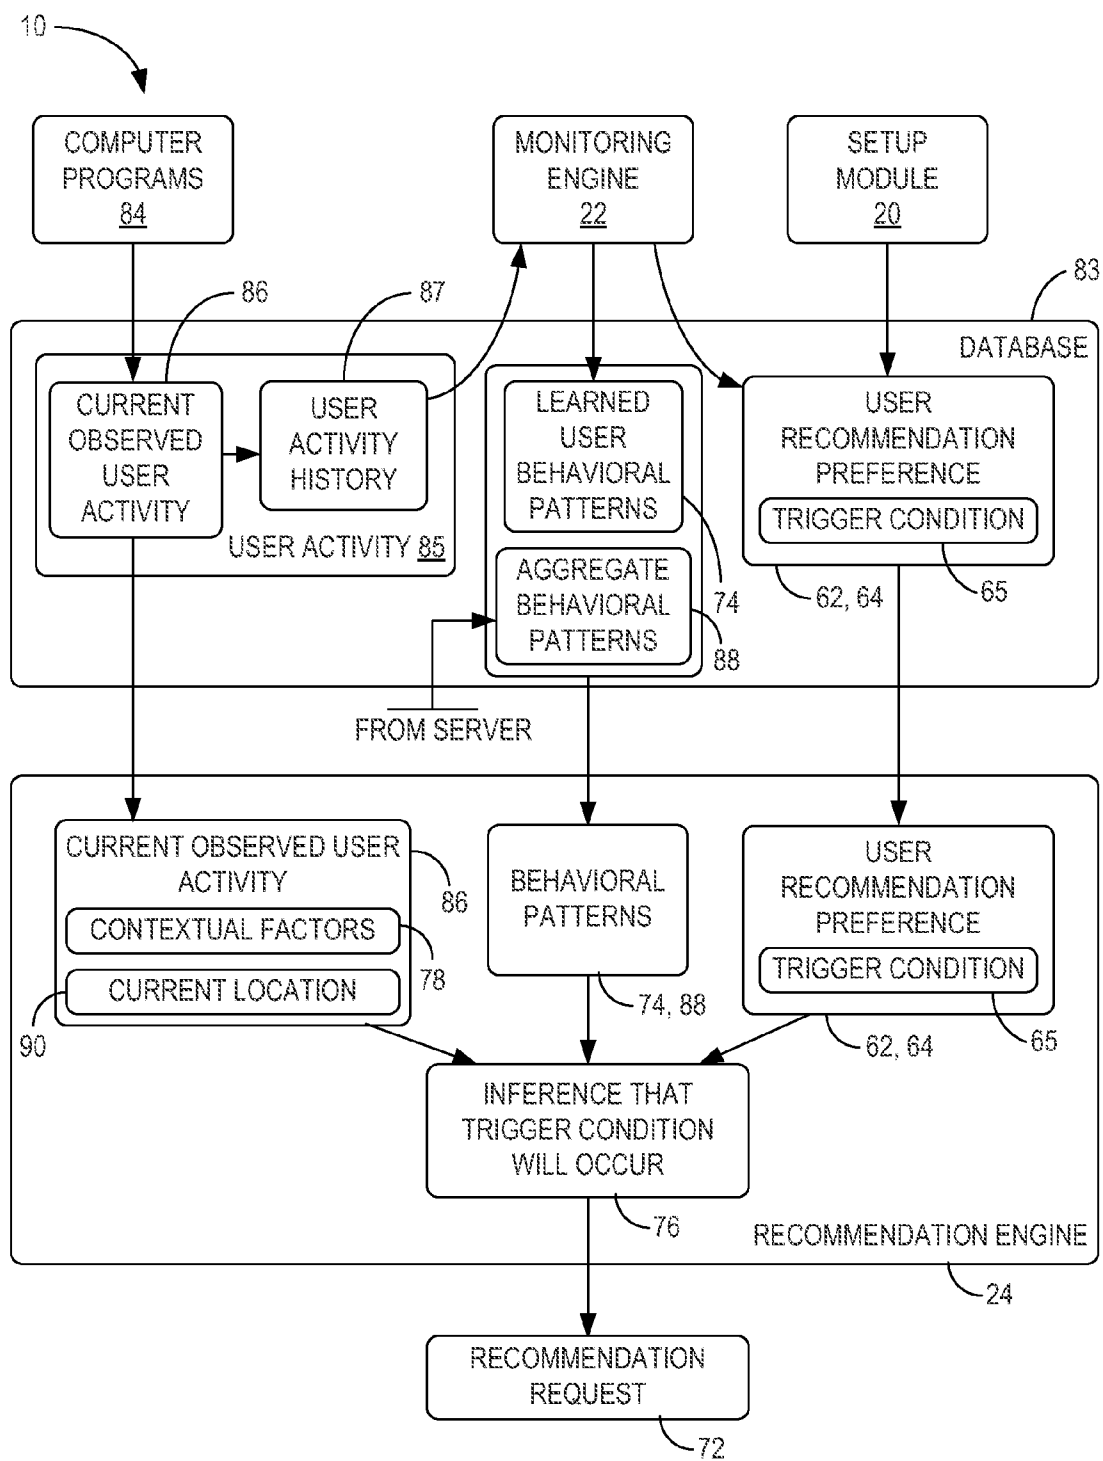 10
COMPUTER
PROGRAMS
84
MONITORING
ENGINE
22
SETUP
MODULE
20
86
87
83
DATABASE
CURRENT
OBSERVED
USER
ACTIVITY
USER
ACTIVITY
HISTORY
USER ACTIVITY 85
LEARNED
USER
BEHAVIORAL
PATTERNS
AGGREGATE
BEHAVIORAL
PATTERNS
74
88
USER
RECOMMENDATION
PREFERENCE
TRIGGER CONDITION
62, 64
65
FROM SERVER
CURRENT OBSERVED USER
ACTIVITY
CONTEXTUAL FACTORS
CURRENT LOCATION
86
78
90
BEHAVIORAL
PATTERNS
74, 88
USER
RECOMMENDATION
PREFERENCE
TRIGGER CONDITION
62, 64
65
INFERENCE THAT
TRIGGER CONDITION
WILL OCCUR
76
RECOMMENDATION ENGINE
24
RECOMMENDATION
REQUEST
72